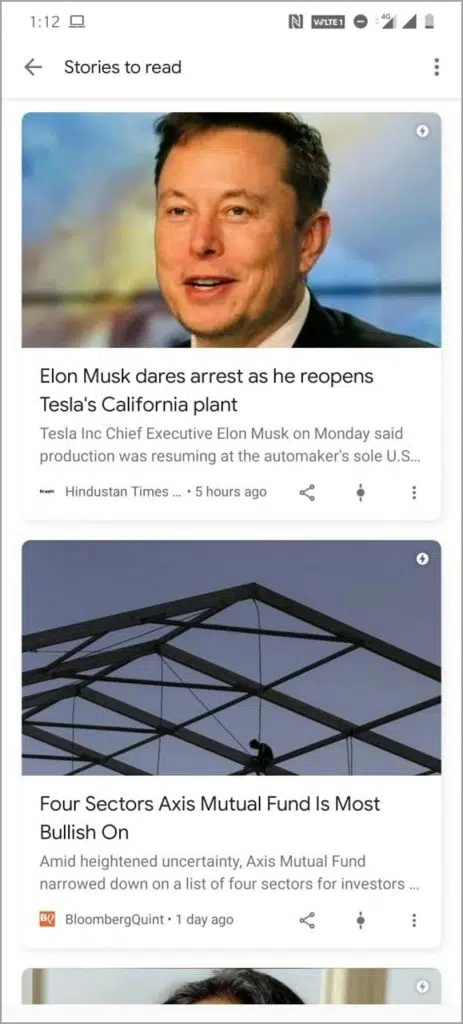 1:12
VoLTE 1
4G
Stories to read
Elon Musk dares arrest as he reopens
Tesla's California plant
Tesla Inc Chief Executive Elon Musk on Monday said
production was resuming at the automaker's sole U.S...
Hindustan Times ... • 5 hours ago
Four Sectors Axis Mutual Fund Is Most
Bullish On
Amid heightened uncertainty, Axis Mutual Fund
narrowed down on a list of four sectors for investors ...
BQ BloombergQuint • 1 day ago